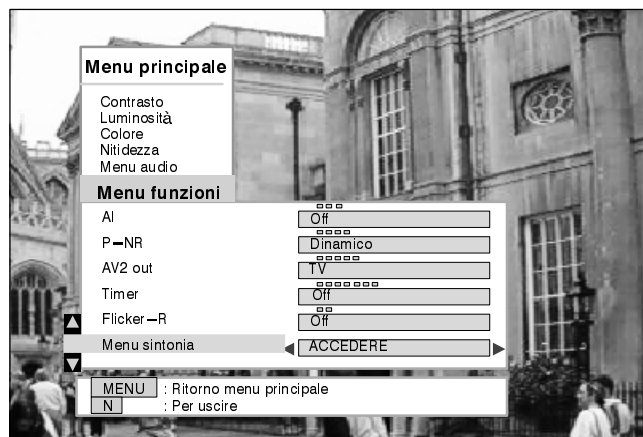 Menu principale
Contrasto
Luminosità
Colore
Nitidezza
Menu audio
Menu funzioni
AI Off
P–NR Dinamico
AV2 out TV
Timer Off
Flicker–R Off
Menu sintonia ACCEDERE
MENU : Ritorno menu principale
N : Per uscire